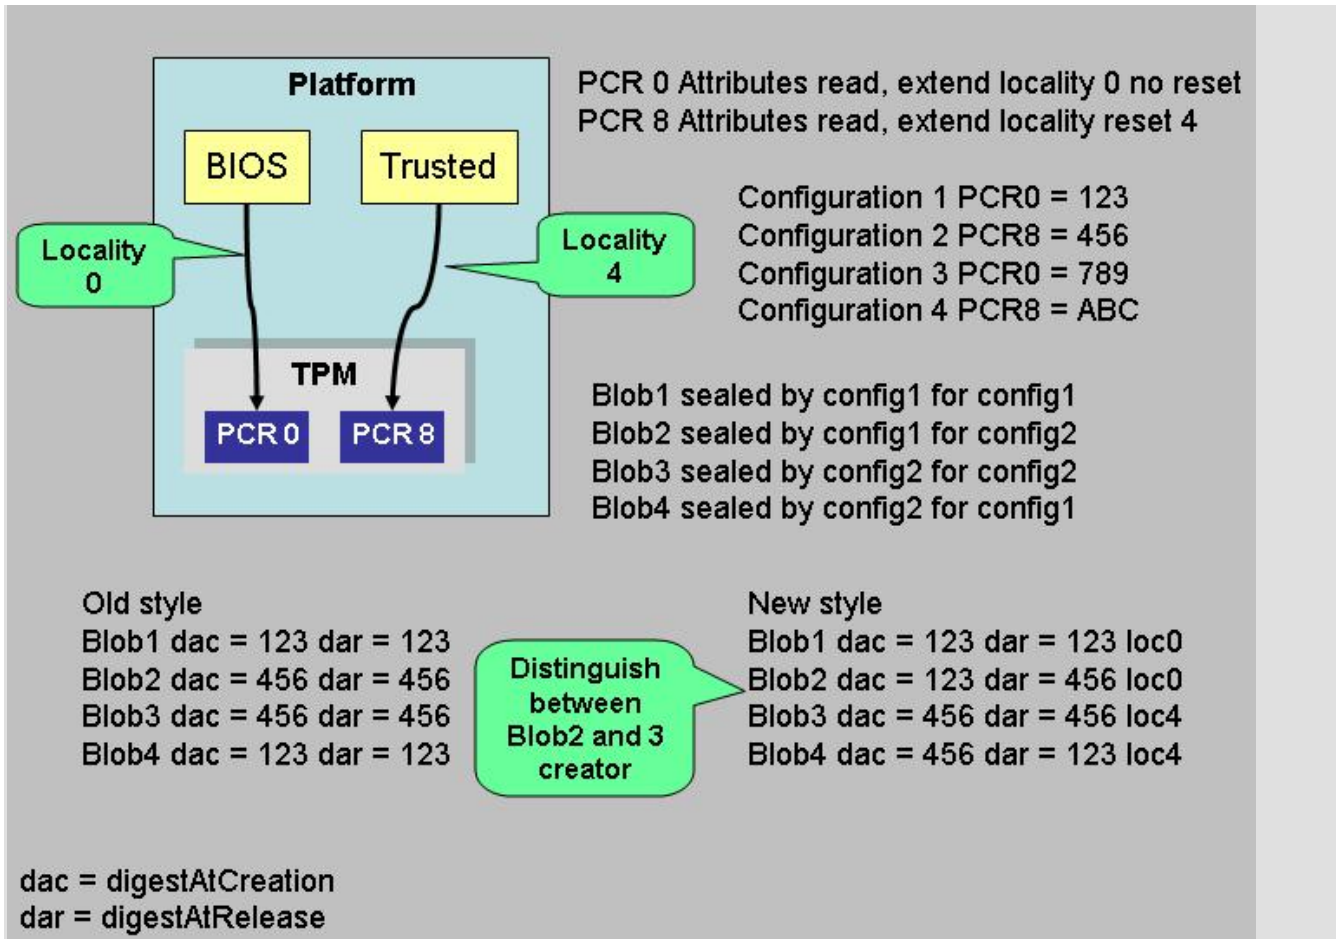 Platform
BIOS
Trusted
Locality
0
Locality
4
TPM
PCR 0
PCR 8
PCR 0 Attributes read, extend locality 0 no reset
PCR 8 Attributes read, extend locality reset 4
Configuration 1 PCR0 = 123
Configuration 2 PCR8 = 456
Configuration 3 PCR0 = 789
Configuration 4 PCR8 = ABC
Blob1 sealed by config1 for config1
Blob2 sealed by config1 for config2
Blob3 sealed by config2 for config2
Blob4 sealed by config2 for config1
Old style
Blob1 dac = 123 dar = 123
Blob2 dac = 456 dar = 456
Blob3 dac = 456 dar = 456
Blob4 dac = 123 dar = 123
Distinguish
between
Blob2 and 3
creator
New style
Blob1 dac = 123 dar = 123 loc0
Blob2 dac = 123 dar = 456 loc0
Blob3 dac = 456 dar = 456 loc4
Blob4 dac = 456 dar = 123 loc4
dac = digestAtCreation
dar = digestAtRelease